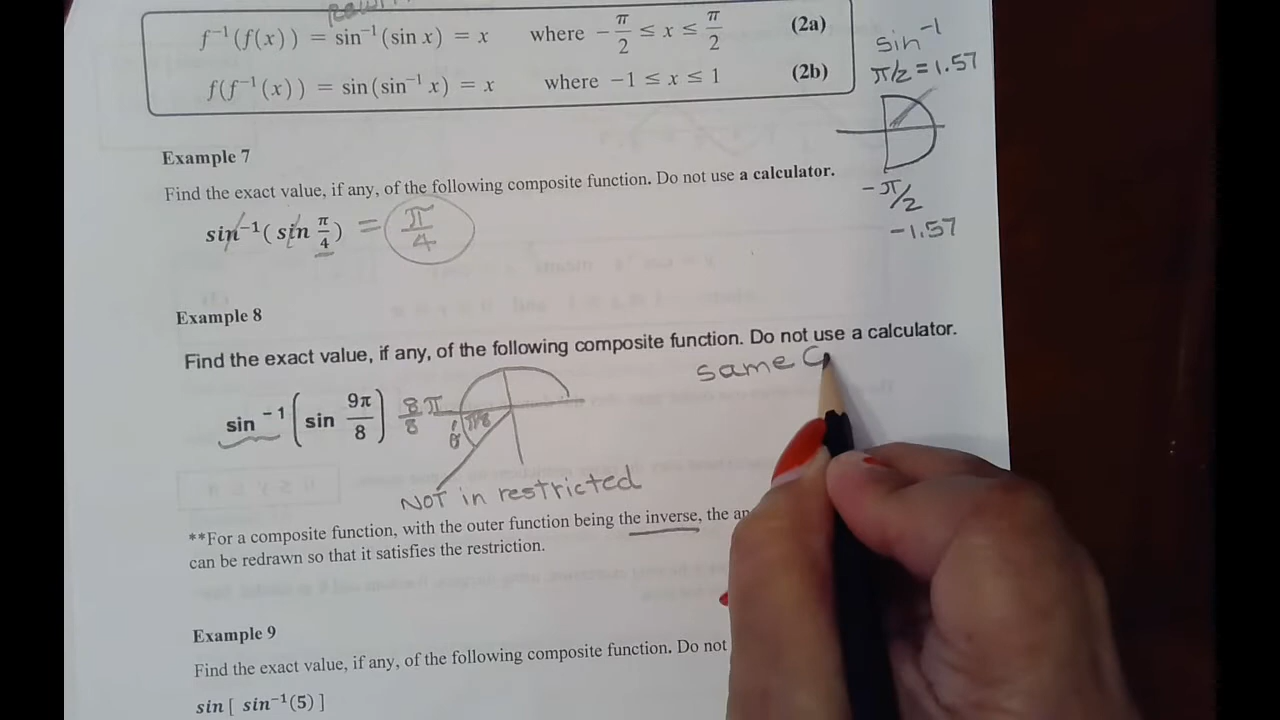 f⁻¹(f(x)) = sin⁻¹(sin x) = x where -π/2 ≤ x ≤ π/2 (2a)
f(f⁻¹(x)) = sin(sin⁻¹ x) = x where -1 ≤ x ≤ 1 (2b)
sin⁻¹
π/2 = 1.57
-π/2
-1.57
Example 7
Find the exact value, if any, of the following composite function. Do not use a calculator.
sin⁻¹( sin π/4 ) = π/4
Example 8
Find the exact value, if any, of the following composite function. Do not use a calculator.
same
sin⁻¹( sin 9π/8 ) 8/8 π π/8
θ'
NOT in restricted
**For a composite function, with the outer function being the inverse, the
can be redrawn so that it satisfies the restriction.
Example 9
Find the exact value, if any, of the following composite function. Do not
sin [ sin⁻¹(5) ]